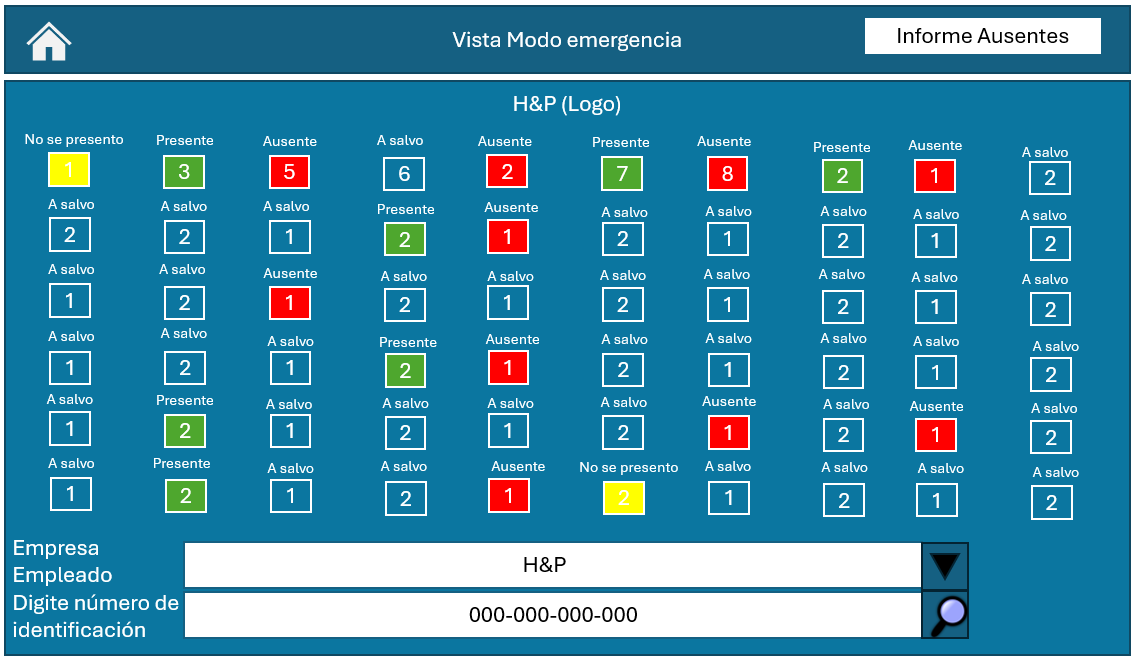 Vista Modo emergencia
Informe Ausentes
H&P (Logo)
No se presento Presente Ausente A salvo Ausente Presente Ausente Presente Ausente A salvo
1 3 5 6 2 7 8 2 1 2
A salvo A salvo A salvo Presente Ausente A salvo A salvo A salvo A salvo A salvo
2 2 1 2 1 2 1 2 1 2
A salvo A salvo Ausente A salvo A salvo A salvo A salvo A salvo A salvo A salvo
1 2 1 2 1 2 1 2 1 2
A salvo A salvo A salvo Presente Ausente A salvo A salvo A salvo A salvo A salvo
1 2 1 2 1 2 1 2 1 2
A salvo Presente A salvo A salvo A salvo A salvo Ausente A salvo Ausente A salvo
1 2 1 2 1 2 1 2 1 2
A salvo Presente A salvo A salvo Ausente No se presento A salvo A salvo A salvo A salvo
1 2 1 2 1 2 1 2 1 2
Empresa
Empleado
H&P
Digite número de
identificación
000-000-000-000